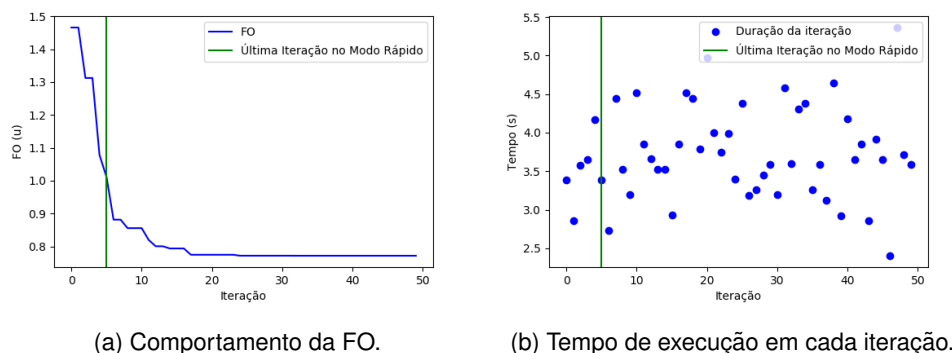 1.5
1.4
1.3
1.2
1.1
1.0
0.9
0.8
FO (u)
0
10
20
30
40
50
Iteração
FO
Última Iteração no Modo Rápido
(a) Comportamento da FO.
5.5
5.0
4.5
4.0
3.5
3.0
2.5
Tempo (s)
0
10
20
30
40
50
Iteração
Duração da iteração
Última Iteração no Modo Rápido
(b) Tempo de execução em cada iteração.